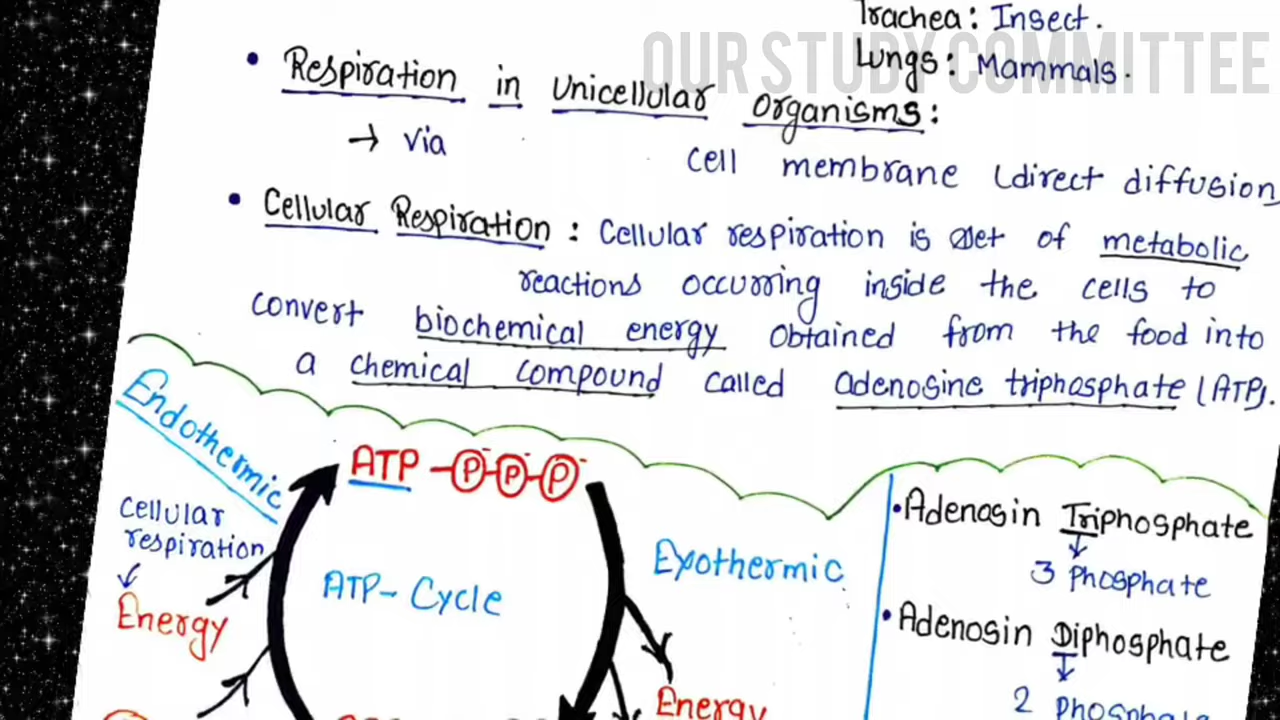 Trachea: Insect.
OUR STUDY COMMITTEE
Lungs: Mammals.
• Respiration in Unicellular Organisms:
→ via cell membrane (direct diffusion
• Cellular Respiration: Cellular respiration is set of metabolic
reactions occurring inside the cells to
convert biochemical energy obtained from the food into
a chemical compound called adenosine triphosphate (ATP).
Endothermic
ATP - P - P - P
• Adenosin Triphosphate
Cellular
respiration
3 Phosphate
Exothermic
ATP- Cycle
Energy
• Adenosin Diphosphate
Energy
2 Phosphate